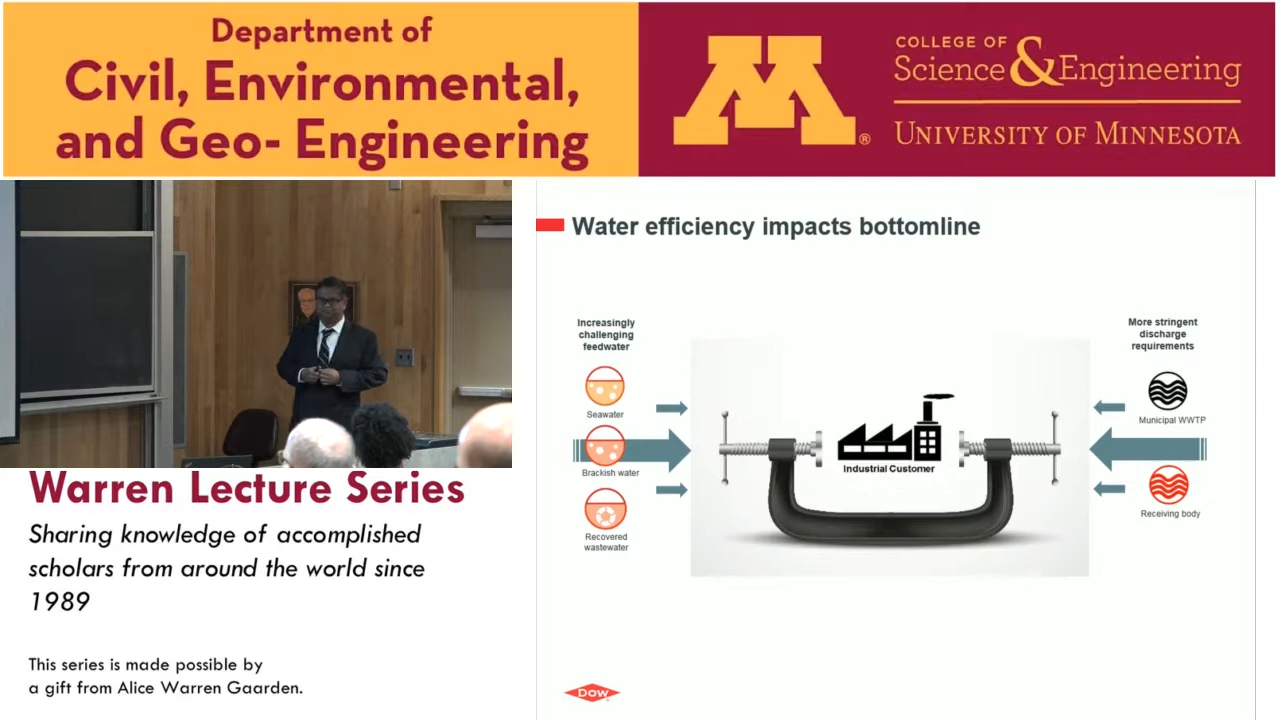 Department of
Civil, Environmental,
and Geo- Engineering
M®
COLLEGE OF
Science & Engineering
UNIVERSITY OF MINNESOTA
Warren Lecture Series
Sharing knowledge of accomplished
scholars from around the world since
1989
This series is made possible by
a gift from Alice Warren Gaarden.
Water efficiency impacts bottomline
Increasingly
challenging
feedwater
Seawater
Brackish water
Recovered
wastewater
Industrial Customer
More stringent
discharge
requirements
Municipal WWTP
Receiving body
Dow